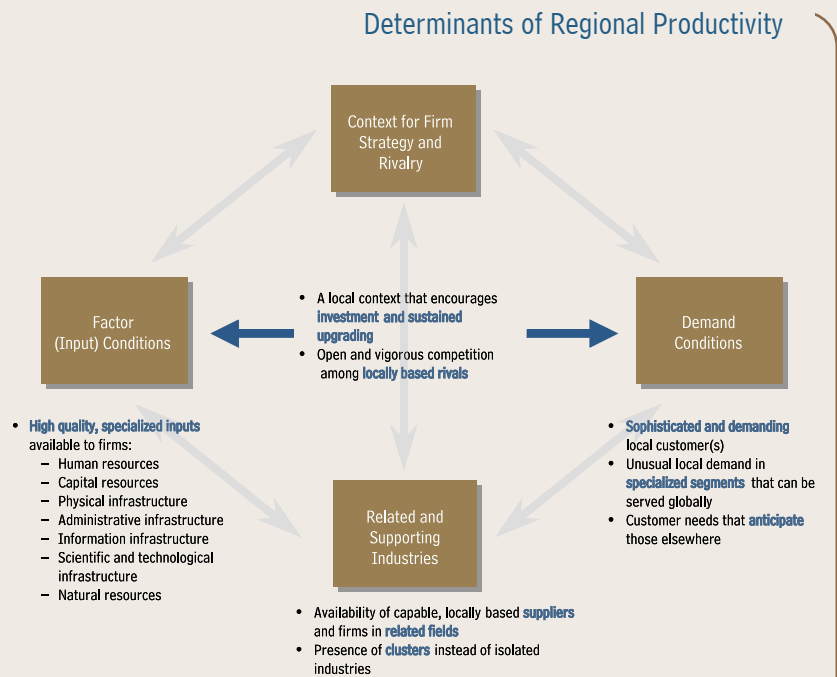 Determinants of Regional Productivity
Context for Firm
Strategy and
Rivalry
Factor
(Input) Conditions
• A local context that encourages
investment and sustained
upgrading
• Open and vigorous competition
among locally based rivals
Demand
Conditions
• High quality, specialized inputs
available to firms:
– Human resources
– Capital resources
– Physical infrastructure
– Administrative infrastructure
– Information infrastructure
– Scientific and technological
infrastructure
– Natural resources
• Sophisticated and demanding
local customer(s)
• Unusual local demand in
specialized segments that can be
served globally
• Customer needs that anticipate
those elsewhere
Related and
Supporting
Industries
• Availability of capable, locally based suppliers
and firms in related fields
• Presence of clusters instead of isolated
industries